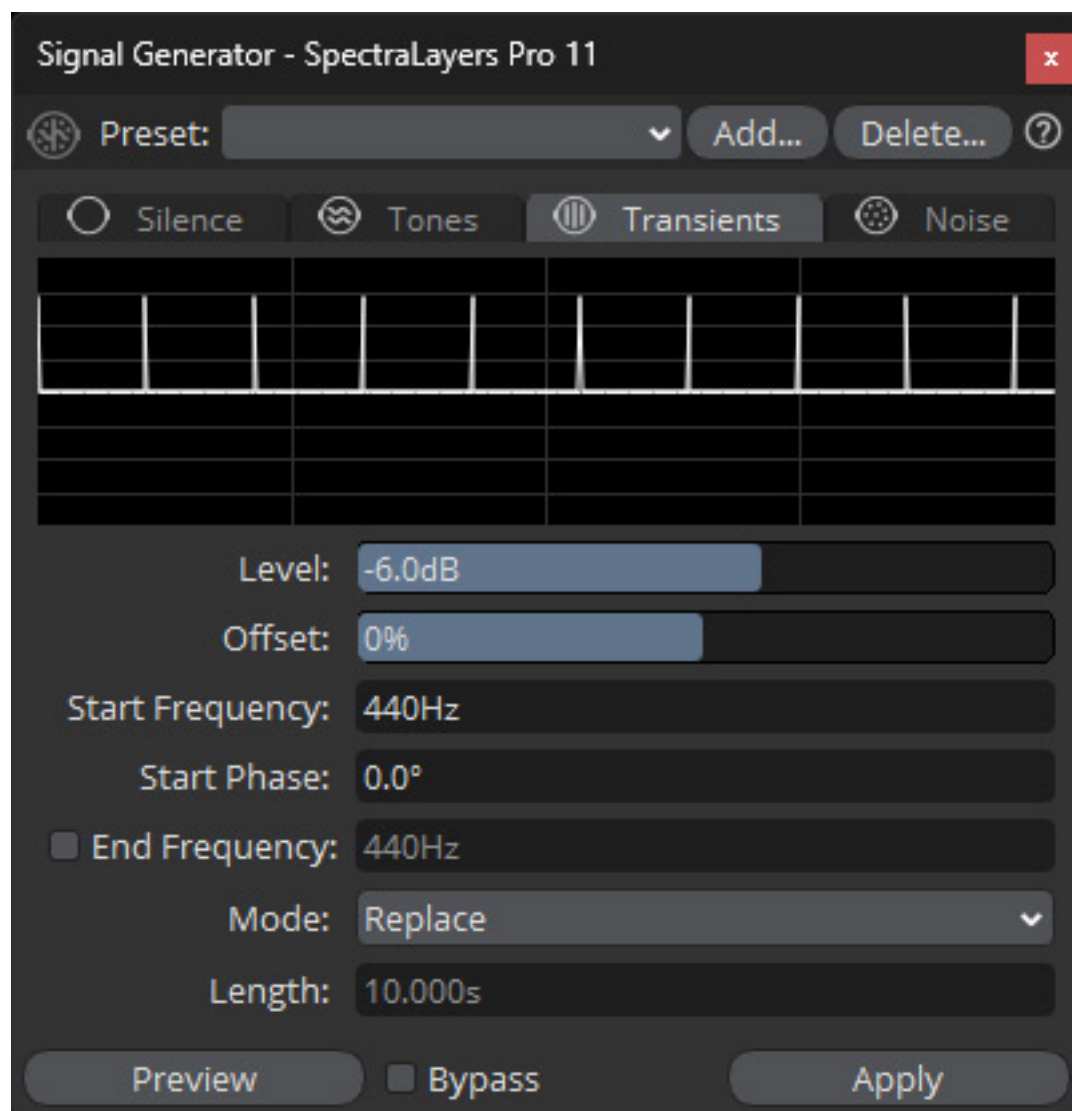 Signal Generator - SpectraLayers Pro 11 x
Preset: Add... Delete... ?
Silence Tones Transients Noise
Level: -6.0dB
Offset: 0%
Start Frequency: 440Hz
Start Phase: 0.0°
End Frequency: 440Hz
Mode: Replace
Length: 10.000s
Preview Bypass Apply